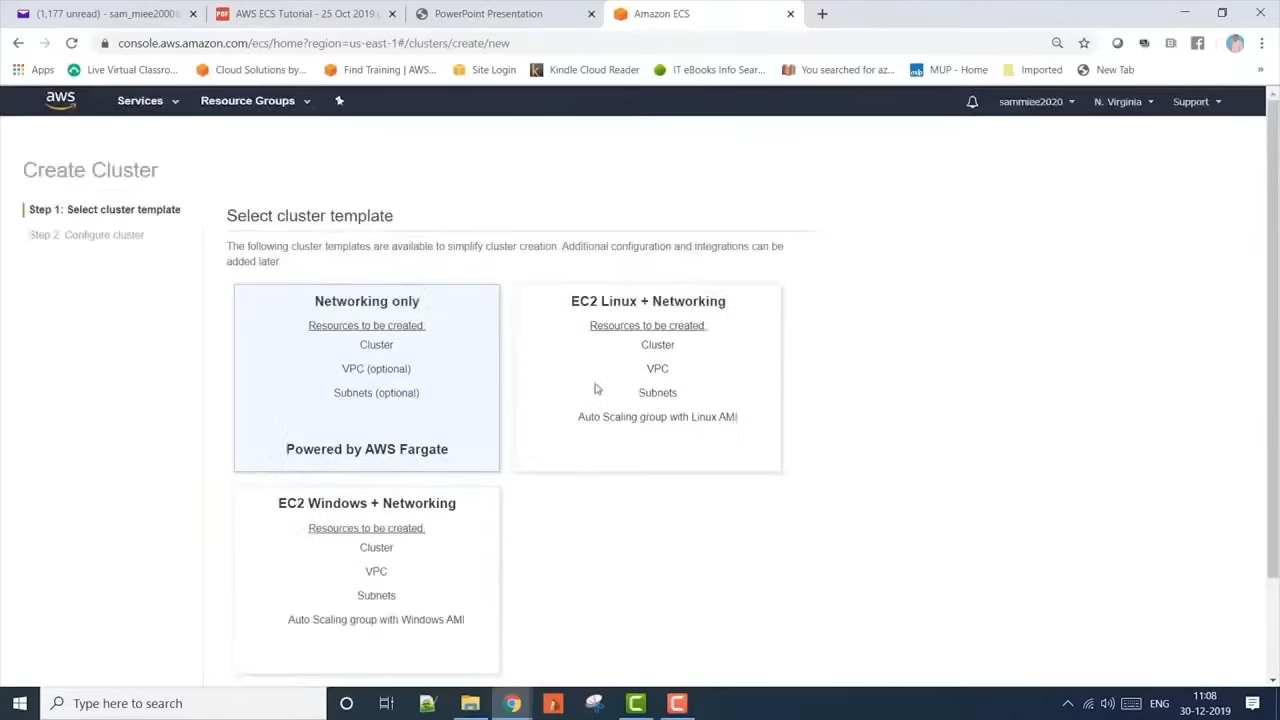 (1,177 unread) - sam_miee2000@
AWS ECS Tutorial - 25 Oct 2019
PowerPoint Presentation
Amazon ECS
console.aws.amazon.com/ecs/home?region=us-east-1#/clusters/create/new
Apps
Live Virtual Classro...
Cloud Solutions by...
Find Training | AWS...
Site Login
Kindle Cloud Reader
IT eBooks Info Sear...
You searched for az...
MUP - Home
Imported
New Tab
aws
Services
Resource Groups
sammiee2020
N. Virginia
Support
Create Cluster
Step 1: Select cluster template
Step 2: Configure cluster
Select cluster template
The following cluster templates are available to simplify cluster creation. Additional configuration and integrations can be
added later.
Networking only
Resources to be created:
Cluster
VPC (optional)
Subnets (optional)
Powered by AWS Fargate
EC2 Linux + Networking
Resources to be created:
Cluster
VPC
Subnets
Auto Scaling group with Linux AMI
EC2 Windows + Networking
Resources to be created:
Cluster
VPC
Subnets
Auto Scaling group with Windows AMI
Type here to search
ENG
11:08
30-12-2019